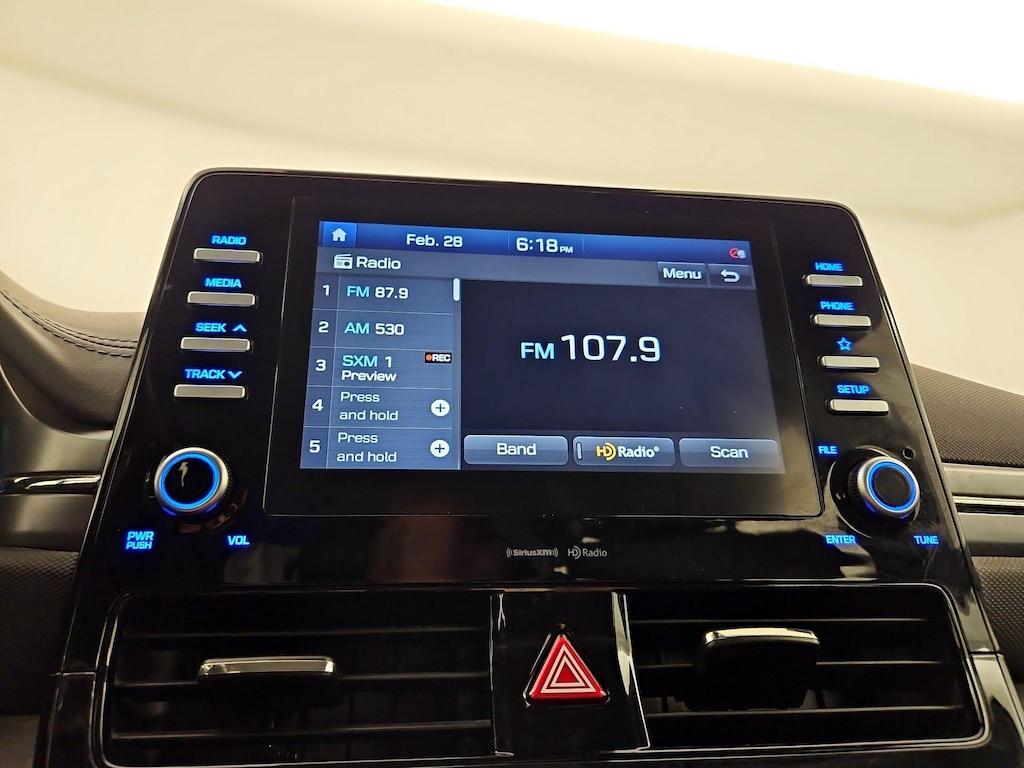 RADIO
MEDIA
SEEK
TRACK
PWR
PUSH
VOL
Feb. 28 6:18 PM
Radio
Menu
1 FM 87.9
2 AM 530
3 SXM 1 REC
Preview
4 Press
and hold
5 Press
and hold
FM 107.9
Band HD Radio® Scan
HOME
PHONE
SETUP
FILE
ENTER
TUNE
SiriusXM HD Radio